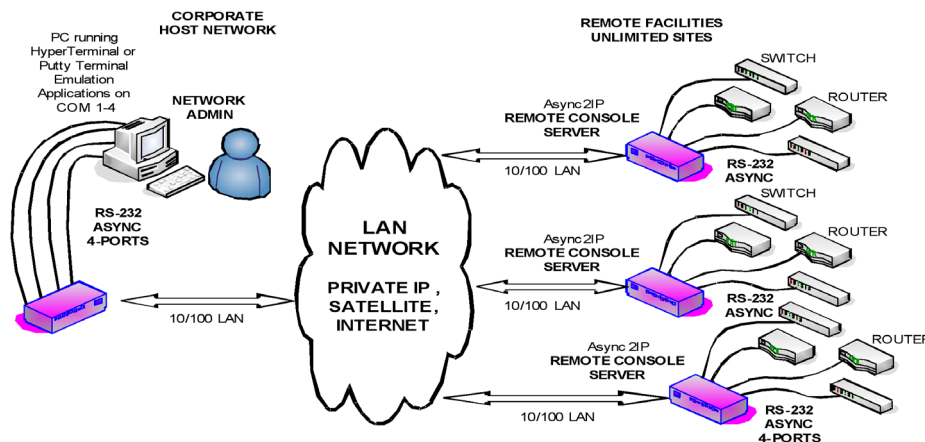 CORPORATE
HOST NETWORK
PC running
HyperTerminal or
Putty Terminal
Emulation
Applications on
COM 1-4
NETWORK
ADMIN
RS-232
ASYNC
4-PORTS
10/100 LAN
LAN
NETWORK
PRIVATE IP ,
SATELLITE ,
INTERNET
REMOTE FACILITIES
UNLIMITED SITES
SWITCH
ROUTER
Async2IP
REMOTE CONSOLE
SERVER
10/100 LAN
RS-232
ASYNC
SWITCH
ROUTER
Async2IP
REMOTE CONSOLE
SERVER
10/100 LAN
RS-232
ASYNC
ROUTER
Async2IP
REMOTE CONSOLE
SERVER
10/100 LAN
RS-232
ASYNC
4-PORTS